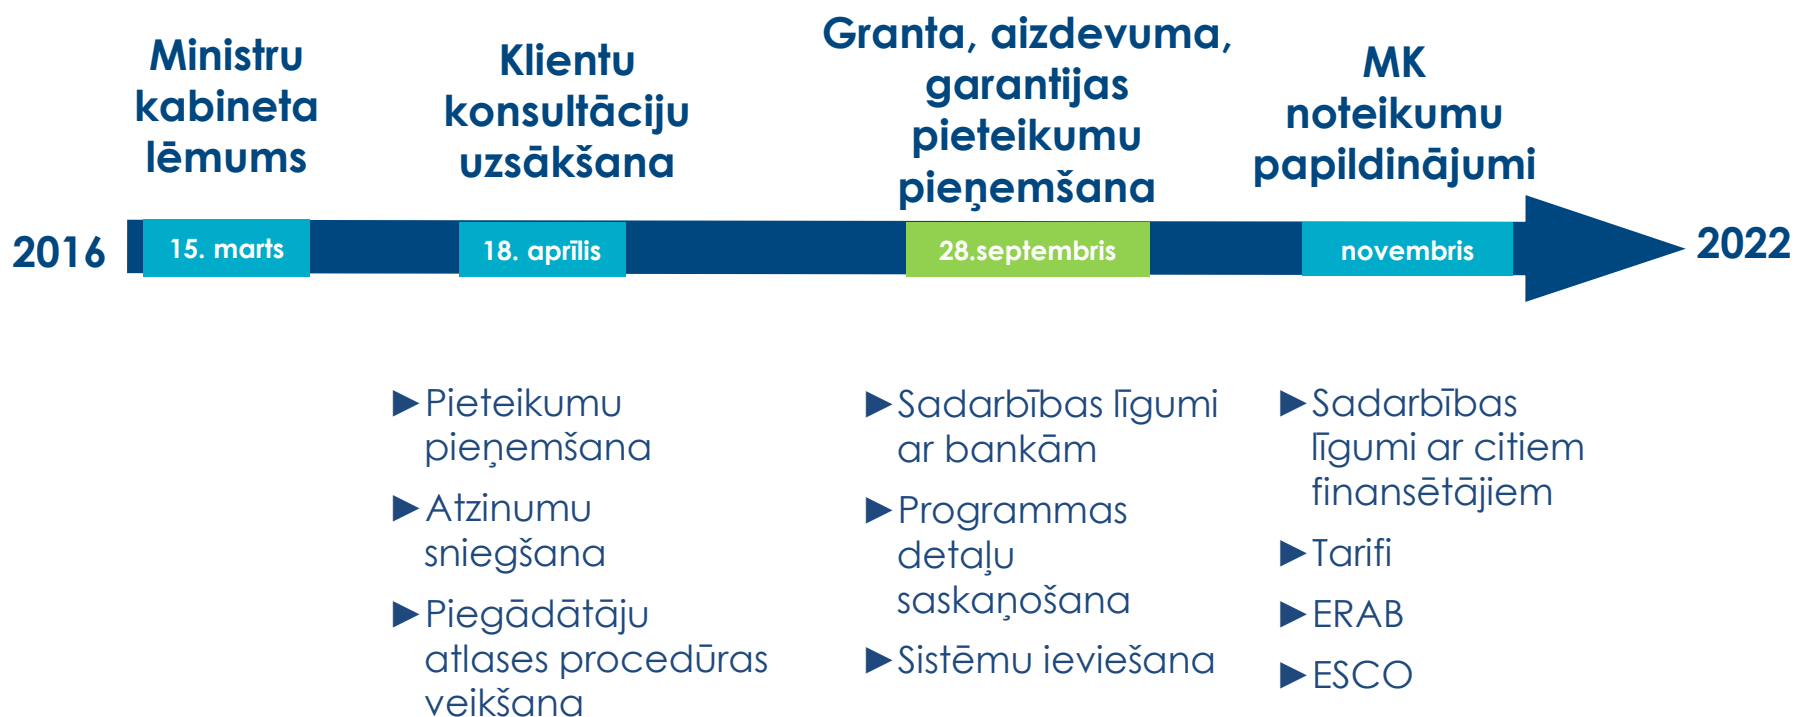 Ministru
kabineta
lēmums
Klientu
konsultāciju
uzsākšana
Granta, aizdevuma,
garantijas
pieteikumu
pieņemšana
MK
noteikumu
papildinājumi
2016
15. marts
18. aprīlis
28.septembris
novembris
2022
►Pieteikumu
pieņemšana
►Atzinumu
sniegšana
►Piegādātāju
atlases procedūras
veikšana
►Sadarbības līgumi
ar bankām
►Programmas
detaļu
saskaņošana
►Sistēmu ieviešana
►Sadarbības
līgumi ar citiem
finansētājiem
►Tarifi
►ERAB
►ESCO